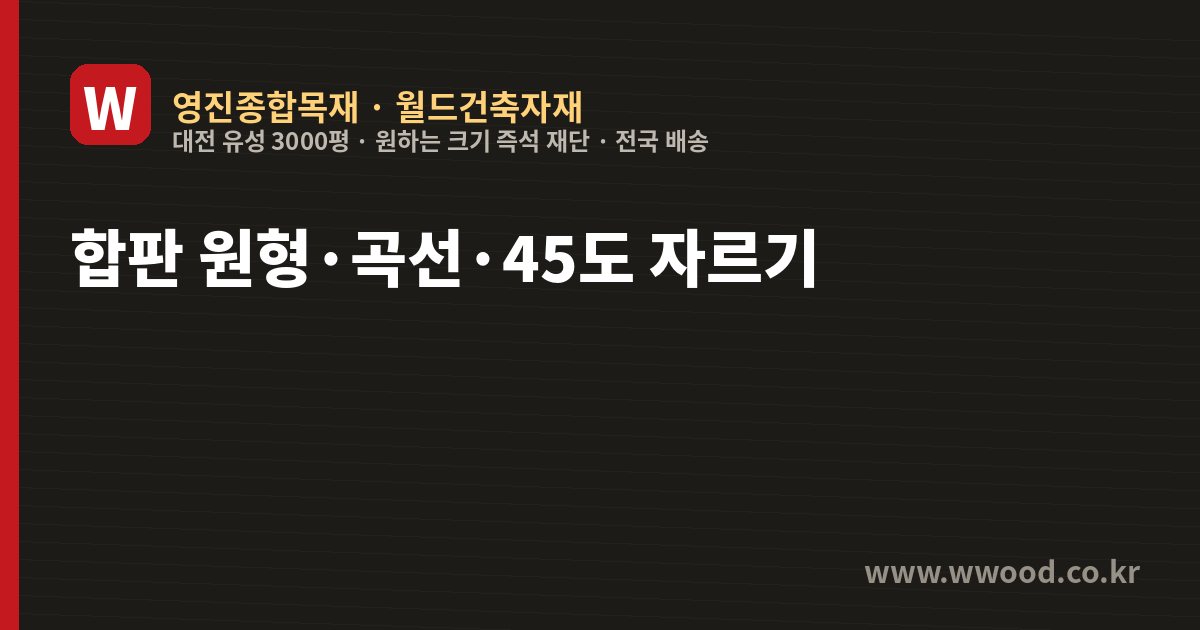 W
영진종합목재 · 월드건축자재
대전 유성 3000평 · 원하는 크기 즉석 재단 · 전국 배송
합판 원형·곡선·45도 자르기
www.wwood.co.kr